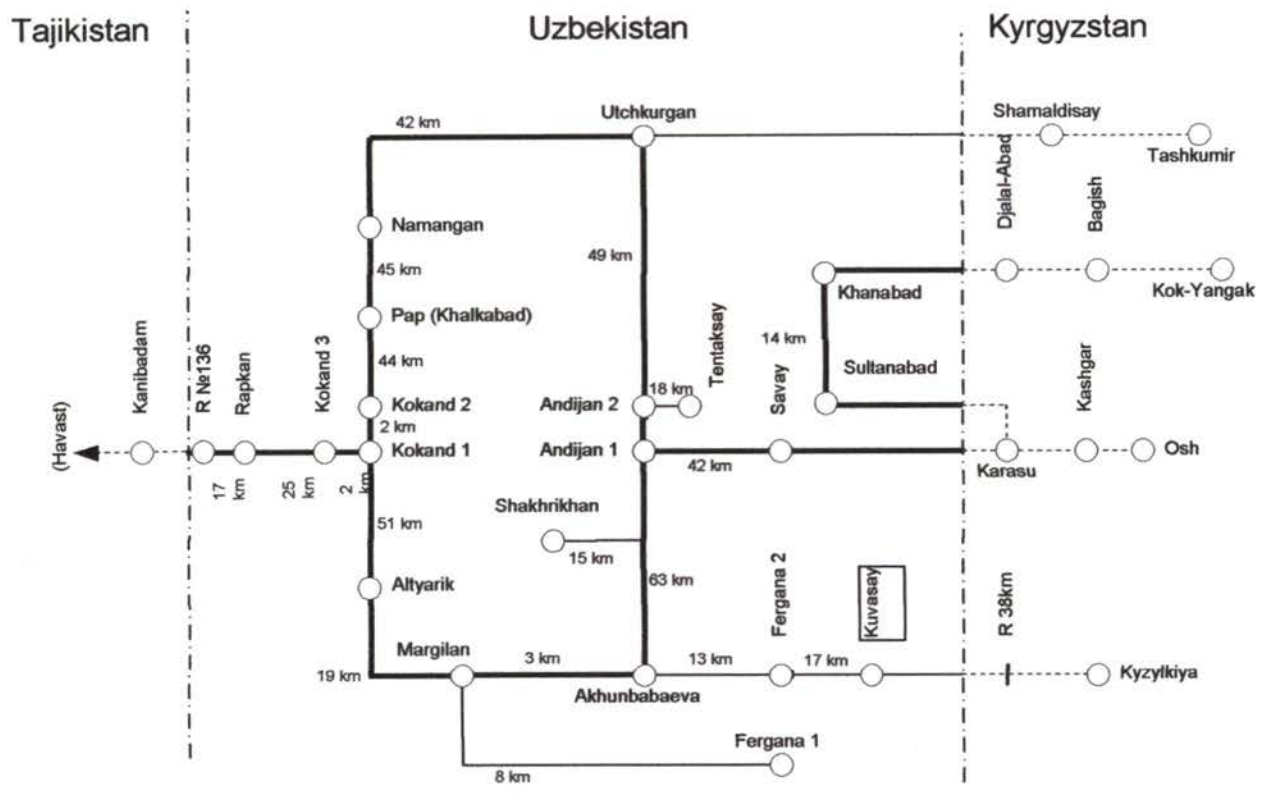 Tajikistan
Uzbekistan
Kyrgyzstan
42 km
Utchkurgan
Shamaldisay
Tashkumir
Djalal-Abad
Bagish
Namangan
49 km
45 km
Khanabad
Kok-Yangak
Pap (Khalkabad)
14 km
Tentaksay
Kanibadam
R №136
Rapkan
Kokand 3
44 km
Sultanabad
Savay
Kashgar
18 km
Kokand 2
Andijan 2
2 km
(Havast)
Kokand 1
Andijan 1
42 km
Karasu
Osh
17 km
25 km
2 km
Shakhrikhan
51 km
15 km
Altyarik
63 km
Fergana 2
Kuvasay
R 38km
Margilan
3 km
13 km
17 km
19 km
Akhunbabaeva
Kyzylkiya
Fergana 1
8 km